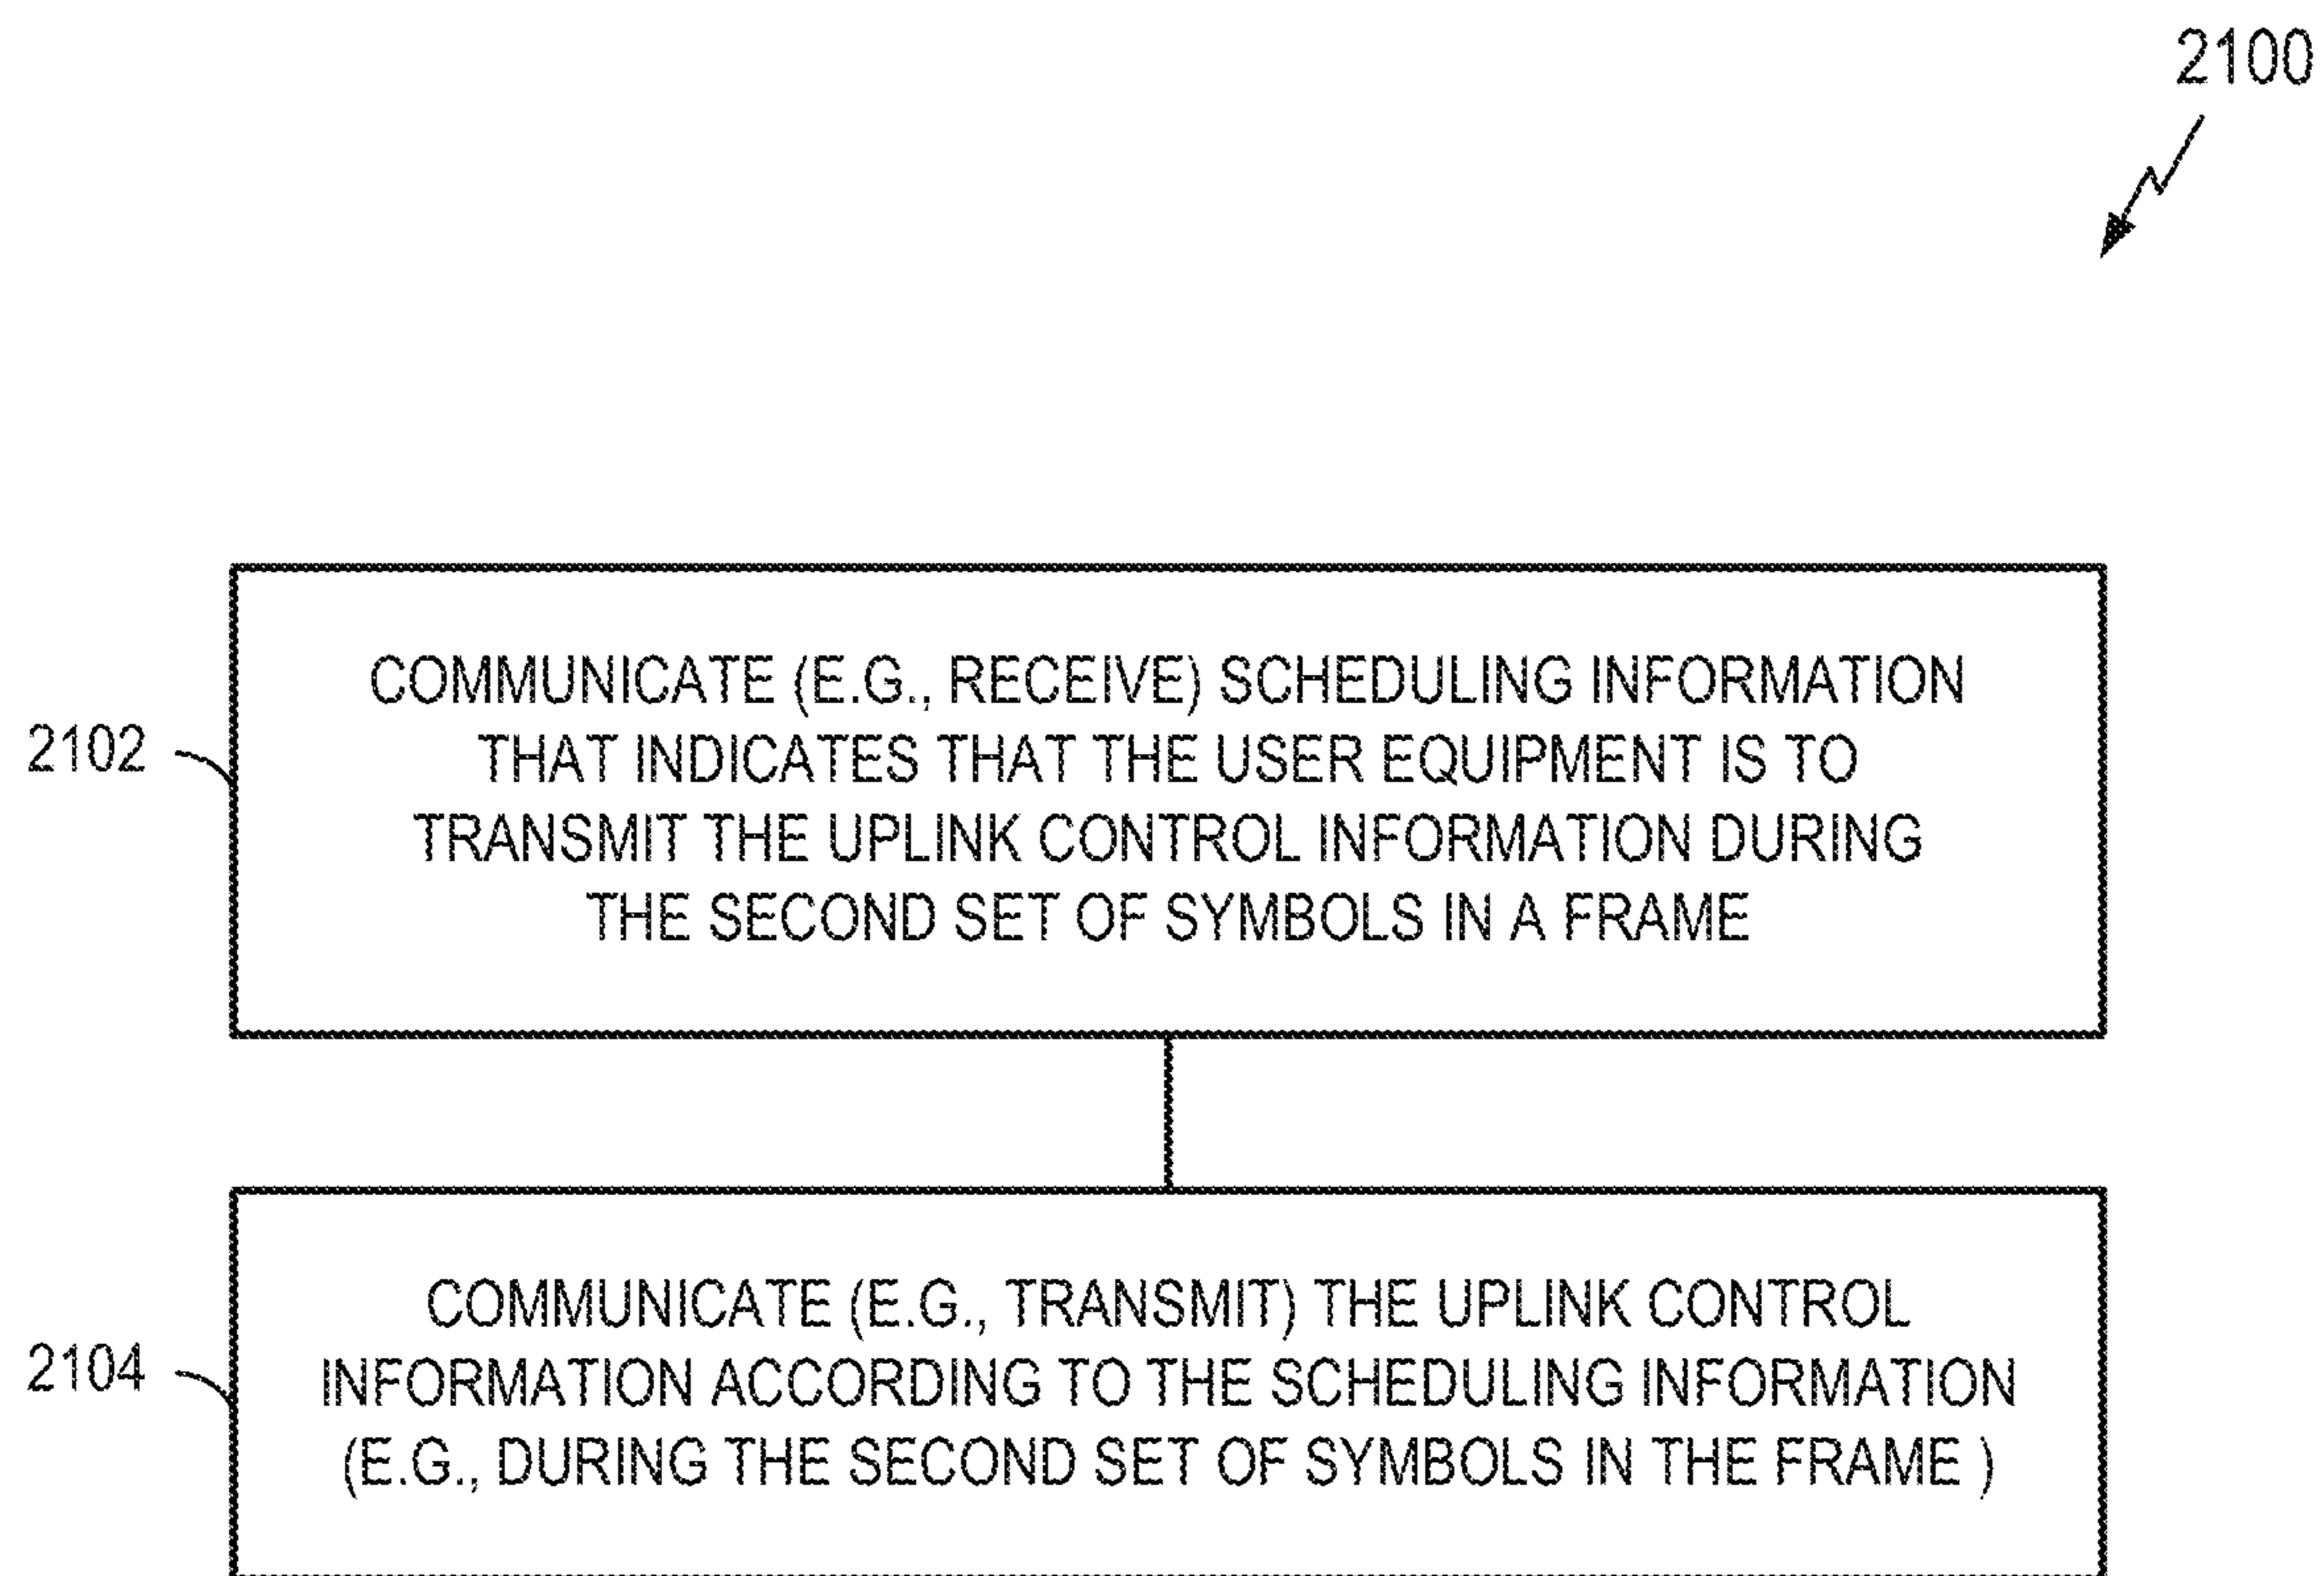 2100
2102
COMMUNICATE (E.G., RECEIVE) SCHEDULING INFORMATION
THAT INDICATES THAT THE USER EQUIPMENT IS TO
TRANSMIT THE UPLINK CONTROL INFORMATION DURING
THE SECOND SET OF SYMBOLS IN A FRAME
2104
COMMUNICATE (E.G., TRANSMIT) THE UPLINK CONTROL
INFORMATION ACCORDING TO THE SCHEDULING INFORMATION
(E.G., DURING THE SECOND SET OF SYMBOLS IN THE FRAME )